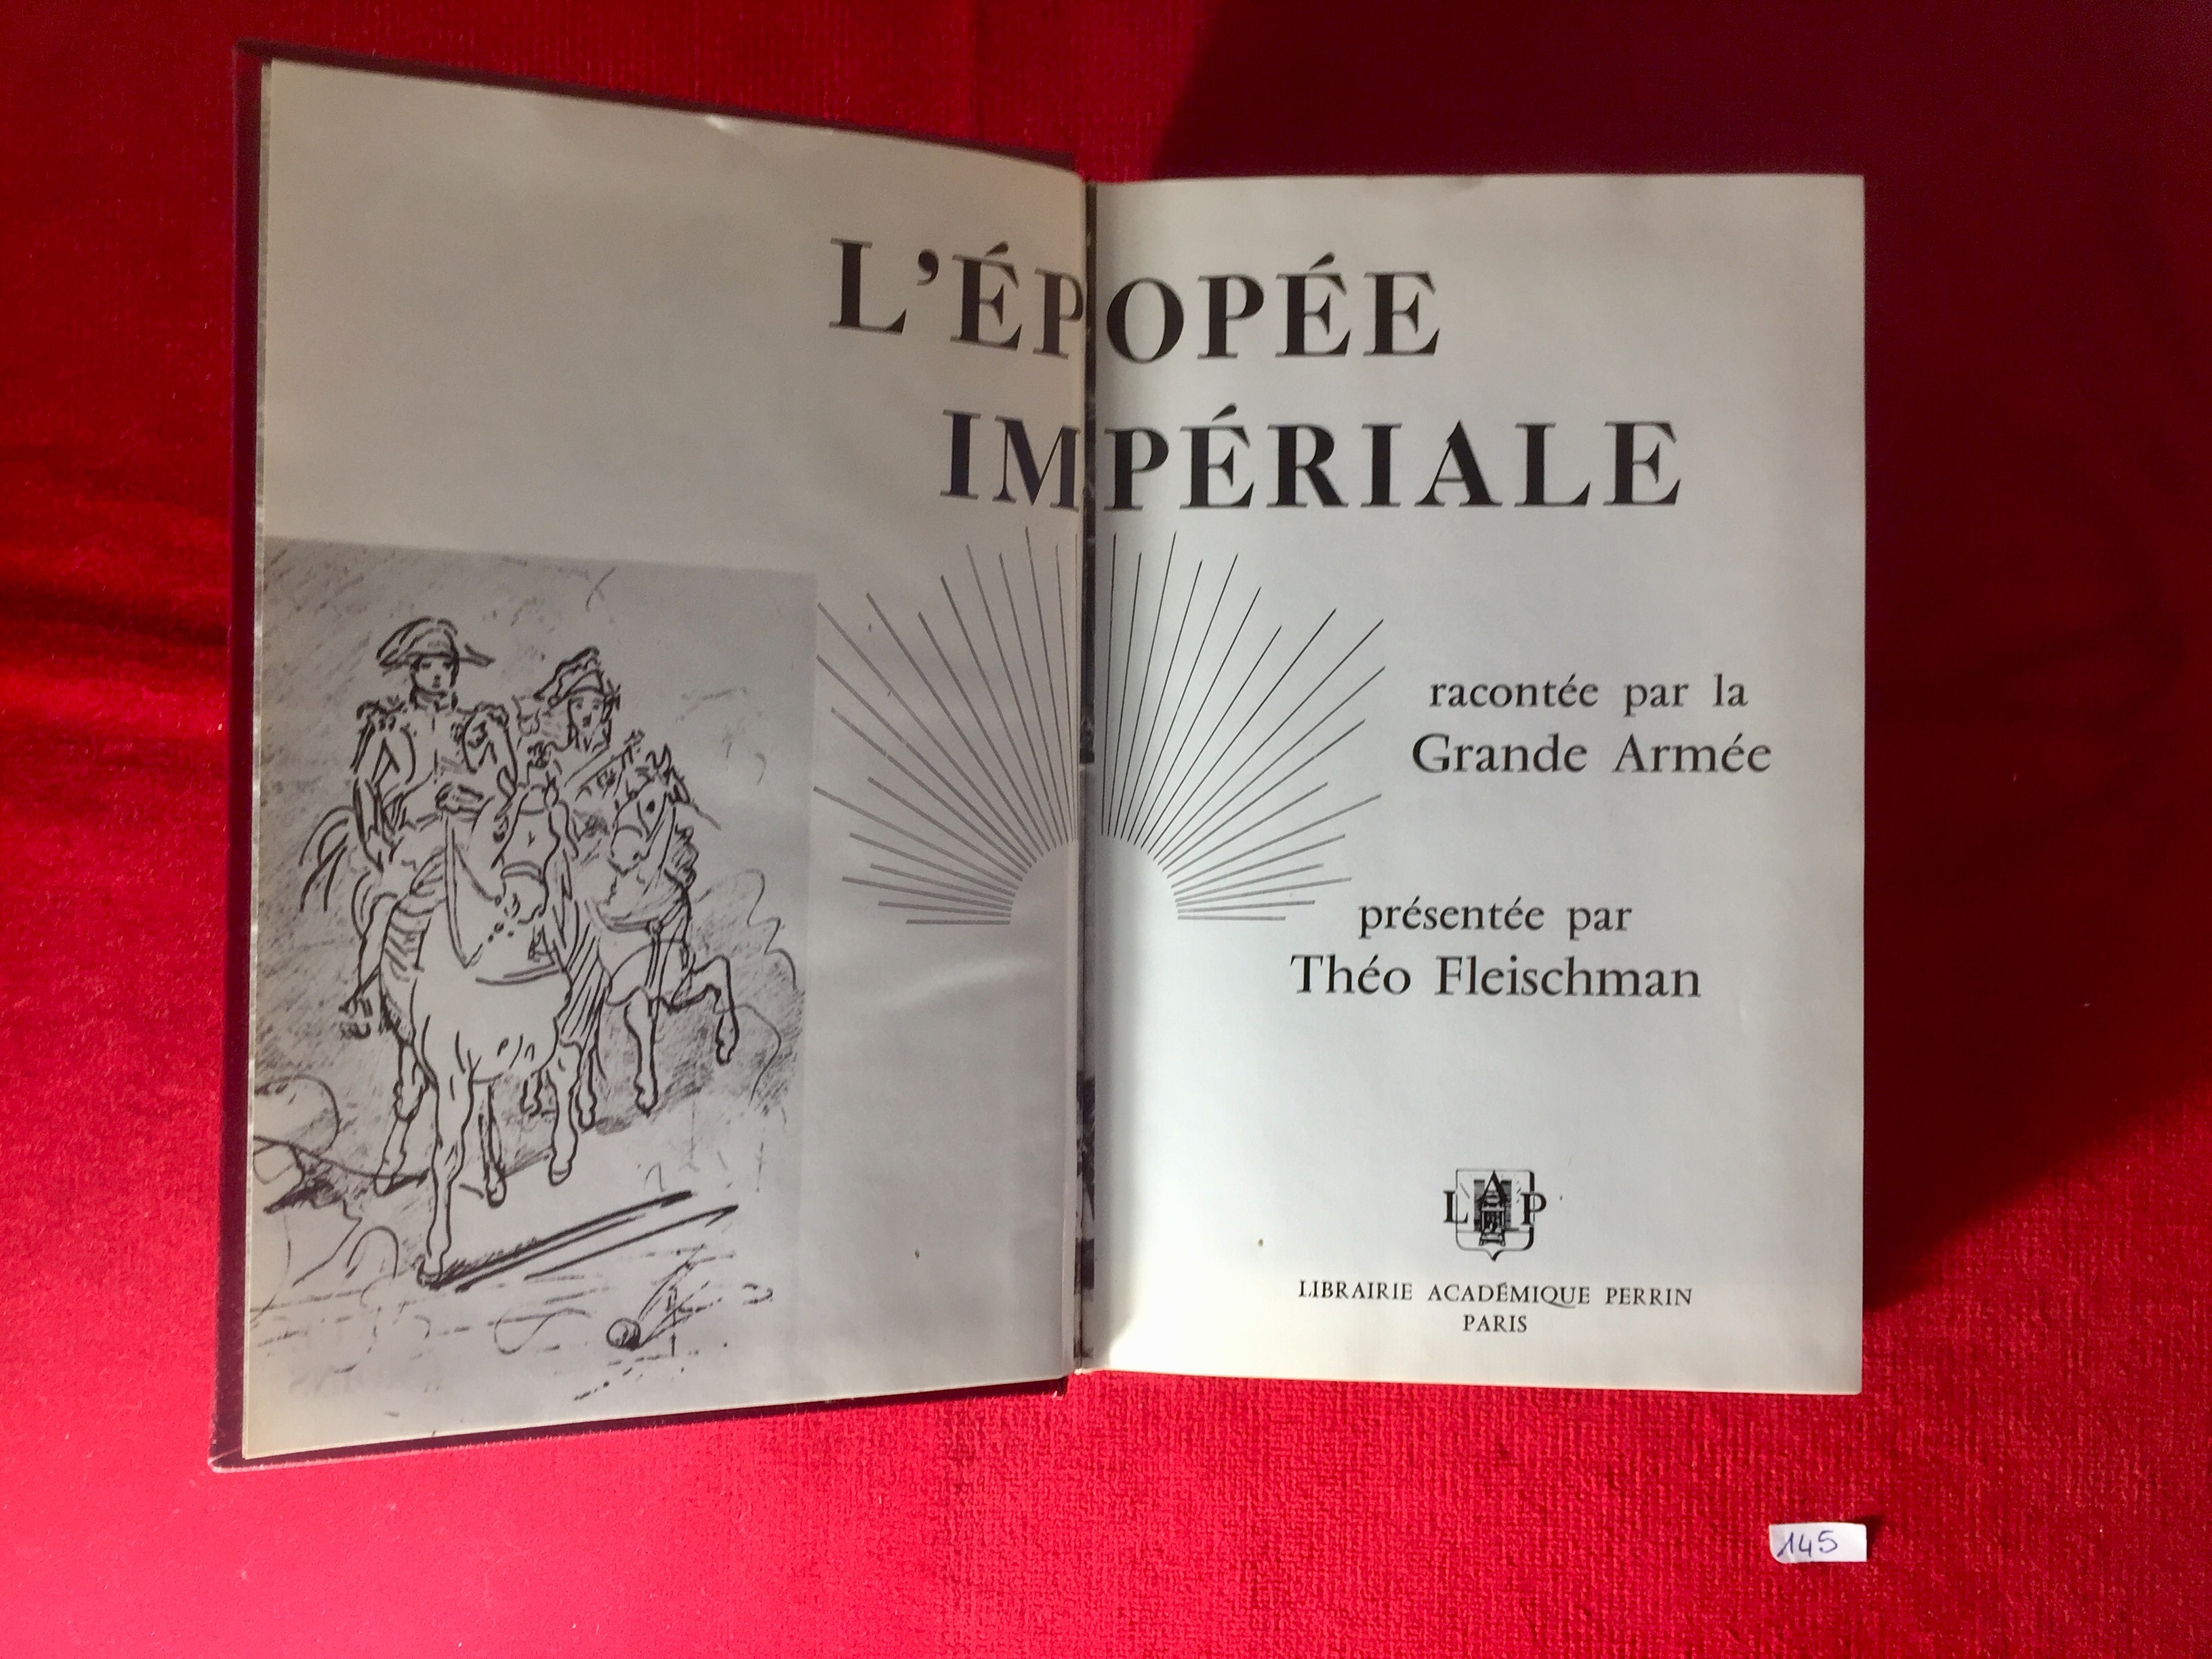 L'ÉPOPÉE
IMPÉRIALE
racontée par la
Grande Armée
présentée par
Théo Fleischman
LAP
LIBRAIRIE ACADÉMIQUE PERRIN
PARIS
145